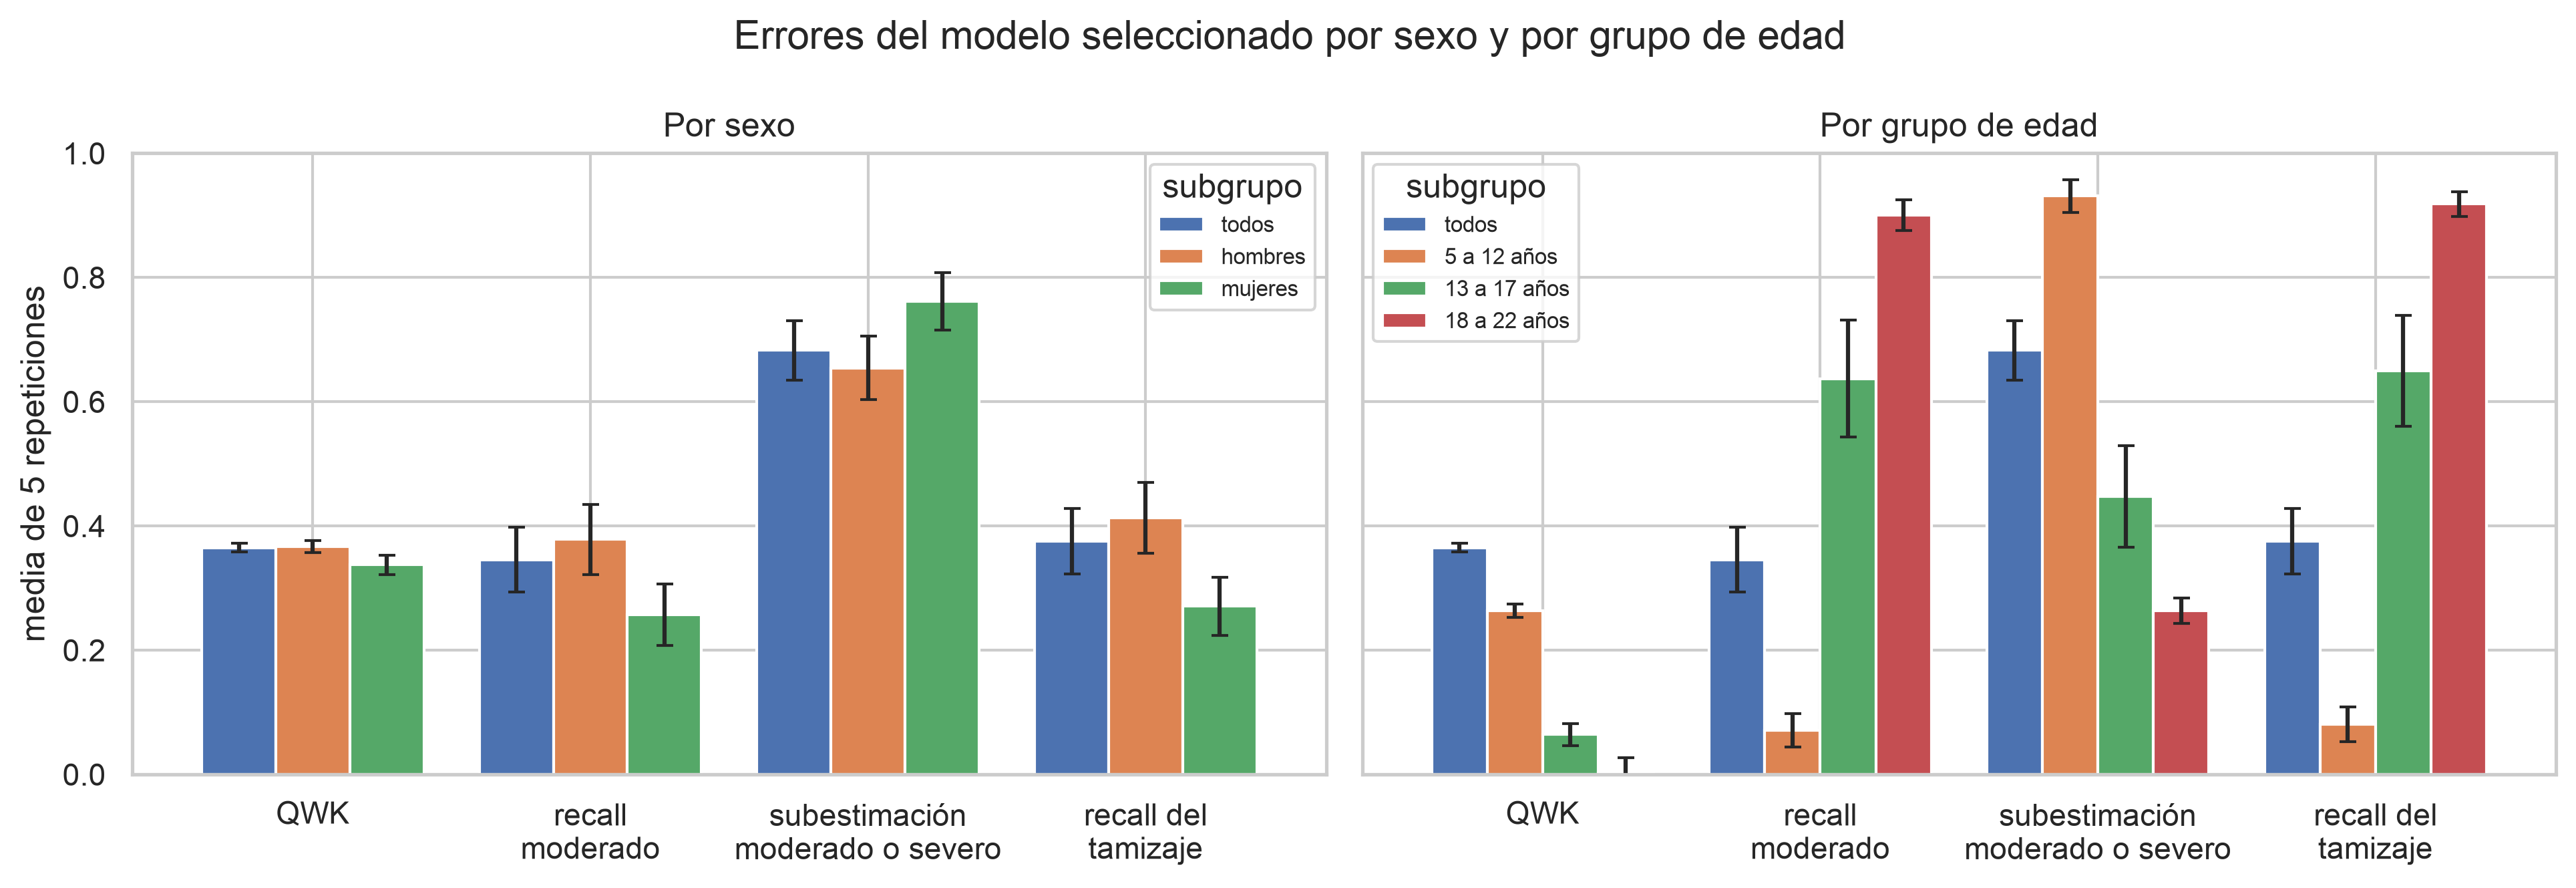 Errores del modelo seleccionado por sexo y por grupo de edad
Por sexo
media de 5 repeticiones
1.0
0.8
0.6
0.4
0.2
0.0
subgrupo
todos
hombres
mujeres
QWK
recall
moderado
subestimación
moderado o severo
recall del
tamizaje
Por grupo de edad
subgrupo
todos
5 a 12 años
13 a 17 años
18 a 22 años
QWK
recall
moderado
subestimación
moderado o severo
recall del
tamizaje